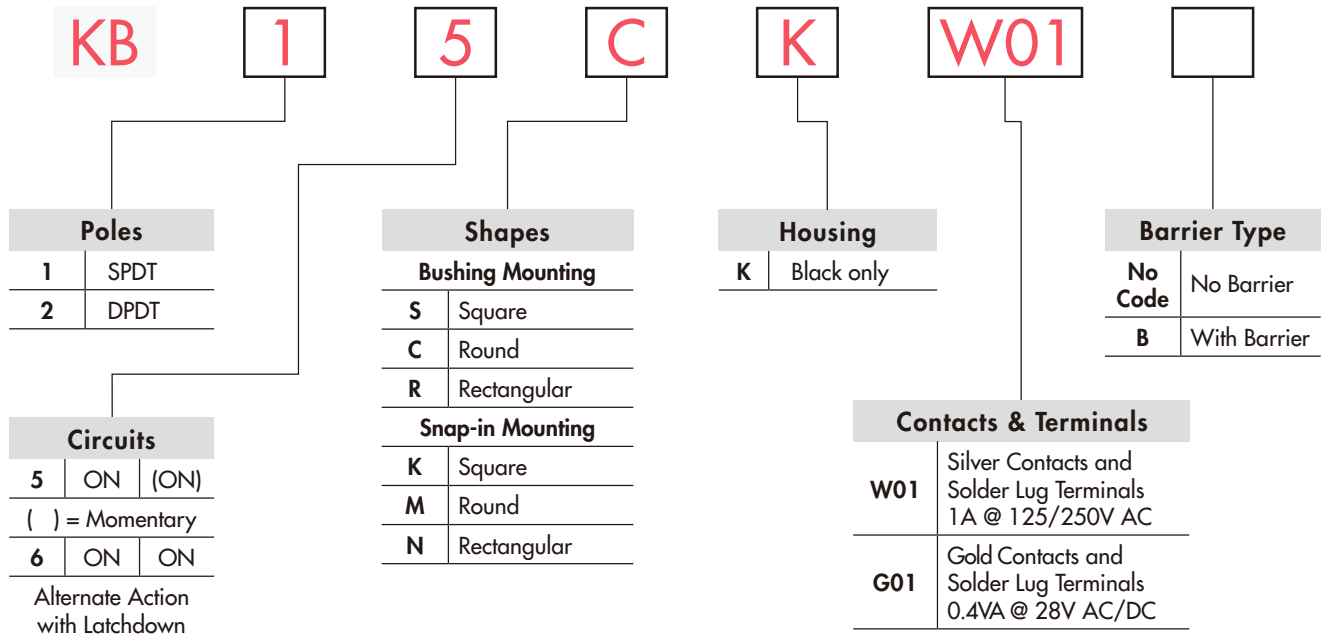 KB 1 5 C K W01
Poles
1 SPDT
2 DPDT
Circuits
5 ON (ON)
( ) = Momentary
6 ON ON
Alternate Action
with Latchdown
Shapes
Bushing Mounting
S Square
C Round
R Rectangular
Snap-in Mounting
K Square
M Round
N Rectangular
Housing
K Black only
Contacts & Terminals
W01 Silver Contacts and
Solder Lug Terminals
1A @ 125/250V AC
G01 Gold Contacts and
Solder Lug Terminals
0.4VA @ 28V AC/DC
Barrier Type
No
Code No Barrier
B With Barrier